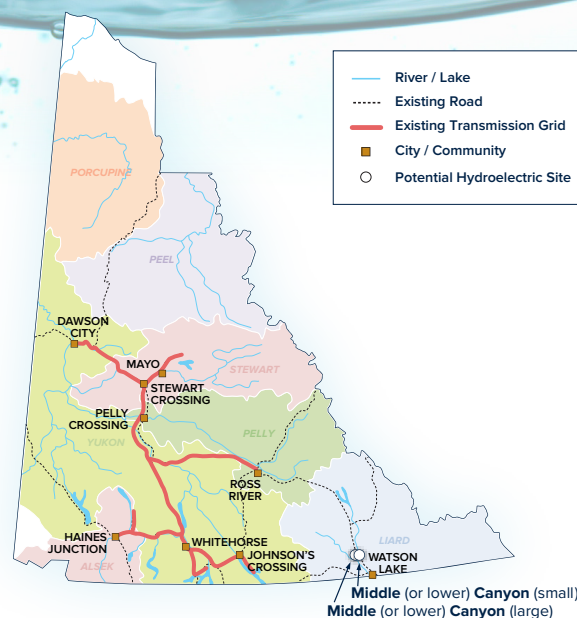 River / Lake
Existing Road
Existing Transmission Grid
City / Community
Potential Hydroelectric Site
PORCUPINE
PEEL
DAWSON
CITY
MAYO
STEWART
STEWART
CROSSING
PELLY
CROSSING
YUKON
PELLY
ROSS
RIVER
HAINES
JUNCTION
WHITEHORSE
LIARD
JOHNSON'S
CROSSING
WATSON
LAKE
ALSEK
Middle (or lower) Canyon (small)
Middle (or lower) Canyon (large)